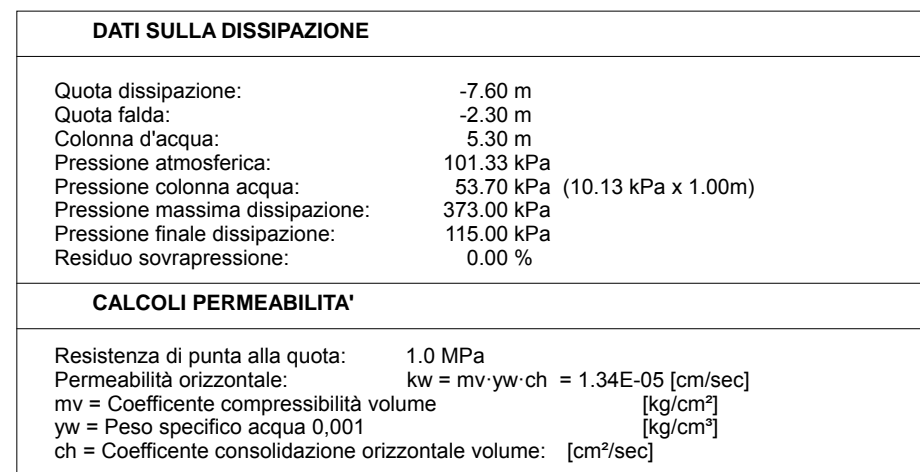 DATI SULLA DISSIPAZIONE
Quota dissipazione: -7.60 m
Quota falda: -2.30 m
Colonna d'acqua: 5.30 m
Pressione atmosferica: 101.33 kPa
Pressione colonna acqua: 53.70 kPa (10.13 kPa x 1.00m)
Pressione massima dissipazione: 373.00 kPa
Pressione finale dissipazione: 115.00 kPa
Residuo sovrapressione: 0.00 %
CALCOLI PERMEABILITA'
Resistenza di punta alla quota: 1.0 MPa
Permeabilità orizzontale: kw = mv·yw·ch = 1.34E-05 [cm/sec]
mv = Coefficente compressibilità volume [kg/cm²]
yw = Peso specifico acqua 0,001 [kg/cm³]
ch = Coefficente consolidazione orizzontale volume: [cm²/sec]